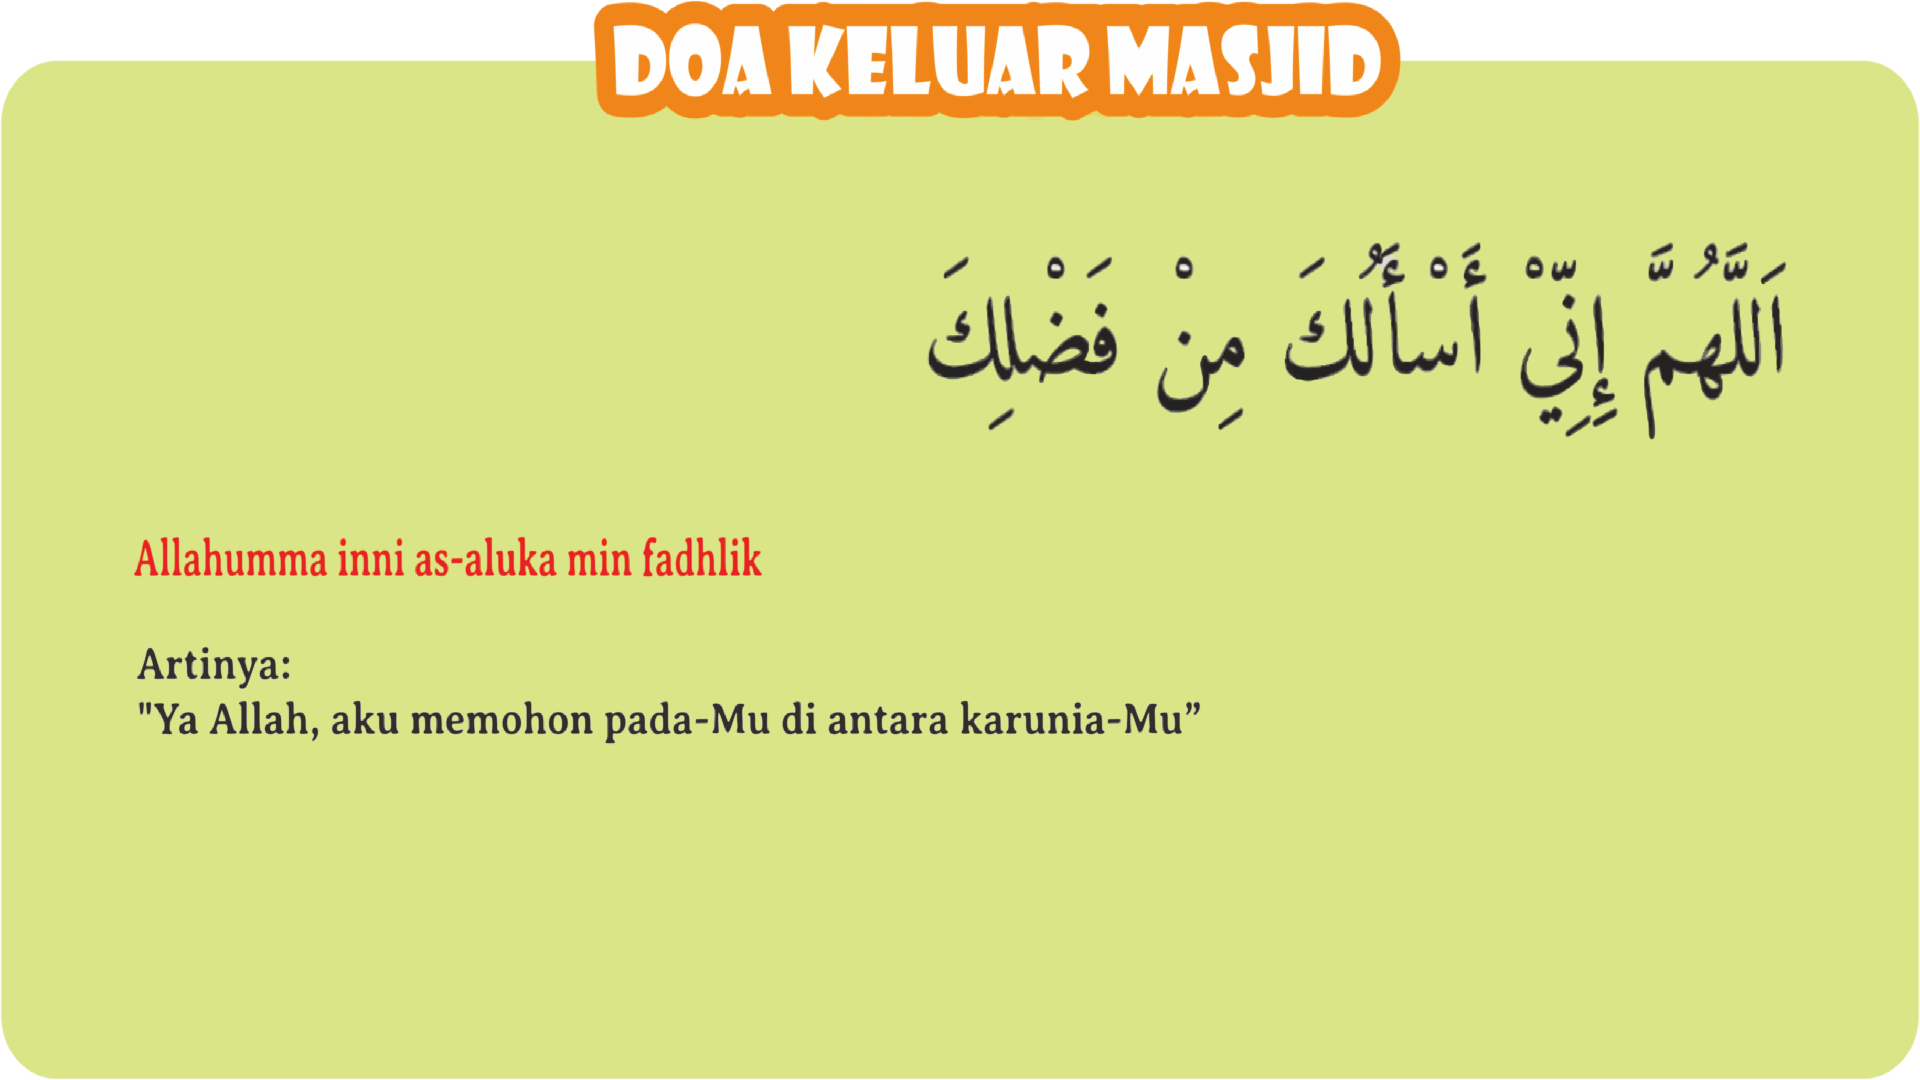 DOA KELUAR MASJID
اَللَّهُمَّ إِنِّيْ أَسْأَلُكَ مِنْ فَضْلِكَ
Allahumma inni as-aluka min fadhlik
Artinya:
"Ya Allah, aku memohon pada-Mu di antara karunia-Mu”